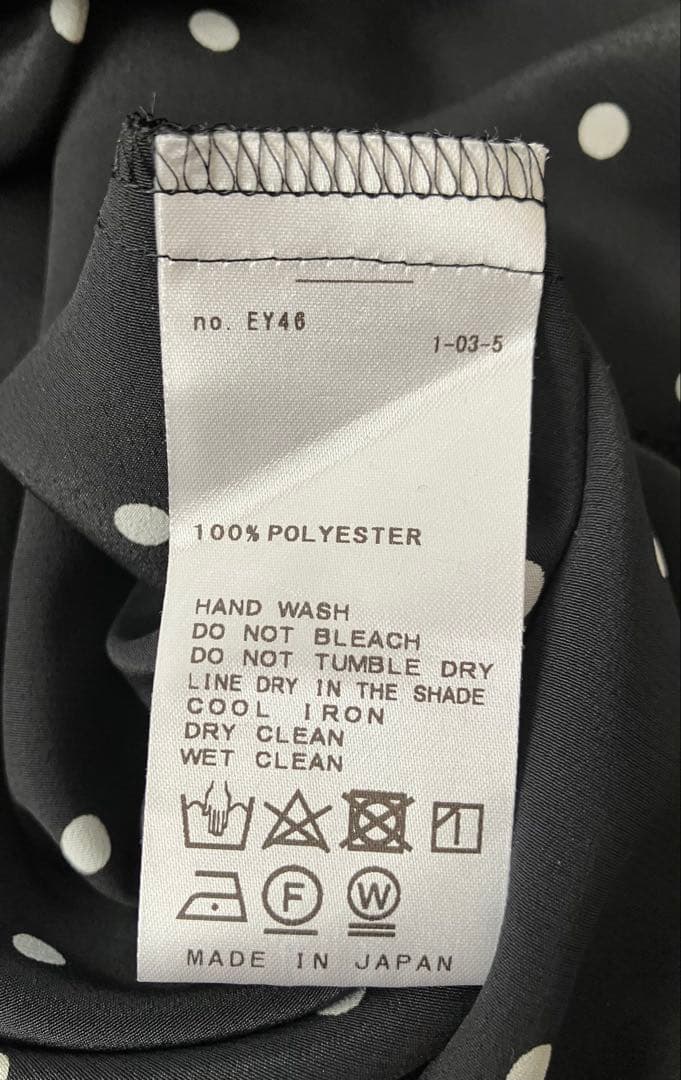 no. EY46
1-03-5
100% POLYESTER
HAND WASH
DO NOT BLEACH
DO NOT TUMBLE DRY
LINE DRY IN THE SHADE
COOL IRON
DRY CLEAN
WET CLEAN
F W
MADE IN JAPAN